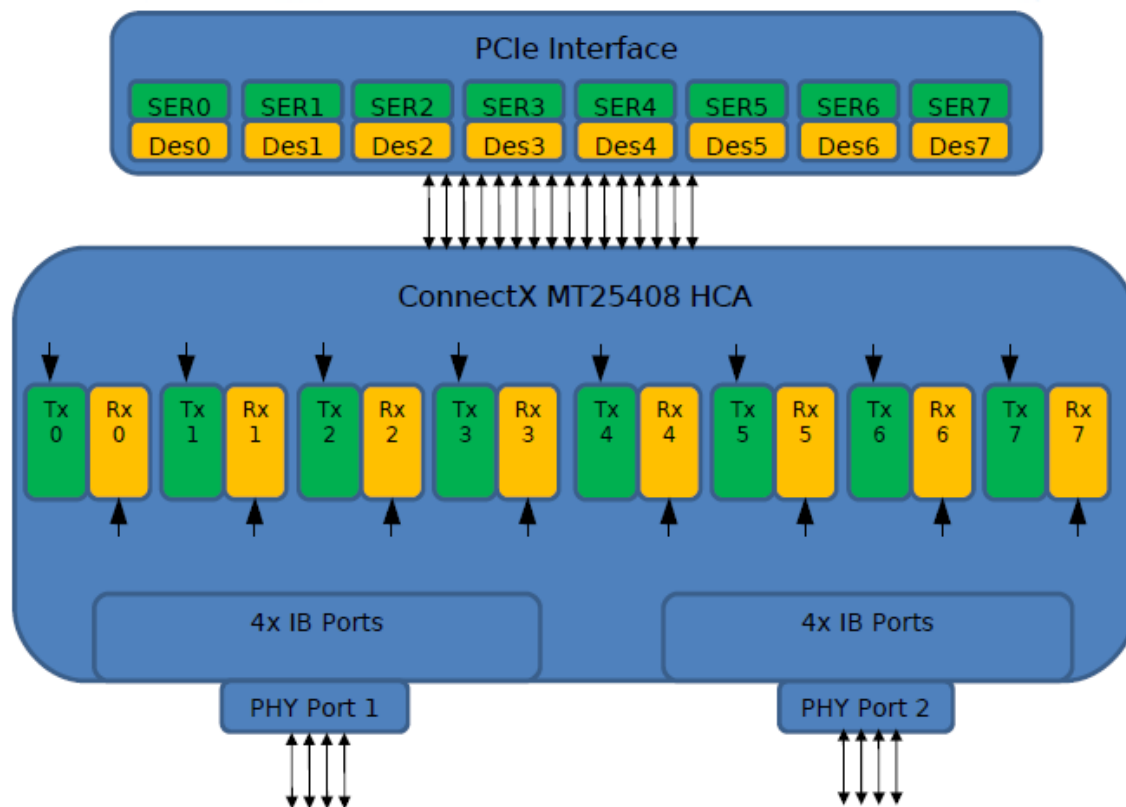 PCIe Interface
SER0 SER1 SER2 SER3 SER4 SER5 SER6 SER7
Des0 Des1 Des2 Des3 Des4 Des5 Des6 Des7
ConnectX MT25408 HCA
Tx Rx Tx Rx Tx Rx Tx Rx Tx Rx Tx Rx Tx Rx Tx Rx
0 0 1 1 2 2 3 3 4 4 5 5 6 6 7 7
4x IB Ports 4x IB Ports
PHY Port 1 PHY Port 2